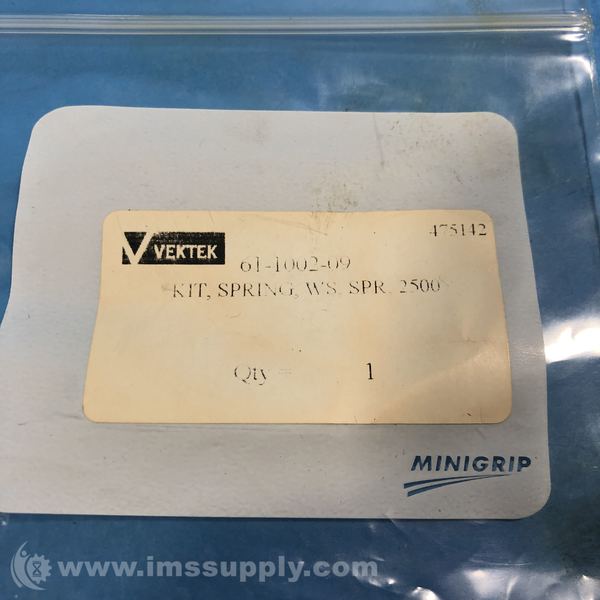 VEKTEK
475142
61-1002-09
KIT, SPRING, WS, SPR, 2500
Qty = 1
MINIGRIP
www.imssupply.com